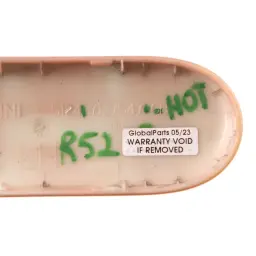 HOT
R52
GlobalParts 05/23
WARRANTY VOID
IF REMOVED